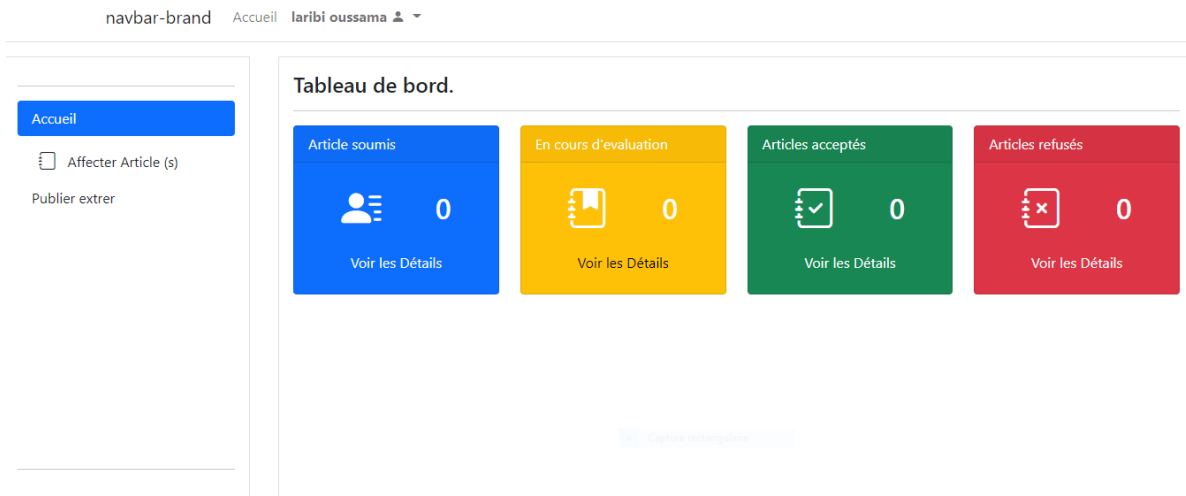 navbar-brand Accueil laribi oussama
Accueil
Affecter Article (s)
Publier extrer
Tableau de bord.
Article soumis
0
Voir les Détails
En cours d'evaluation
0
Voir les Détails
Articles acceptés
0
Voir les Détails
Articles refusés
0
Voir les Détails